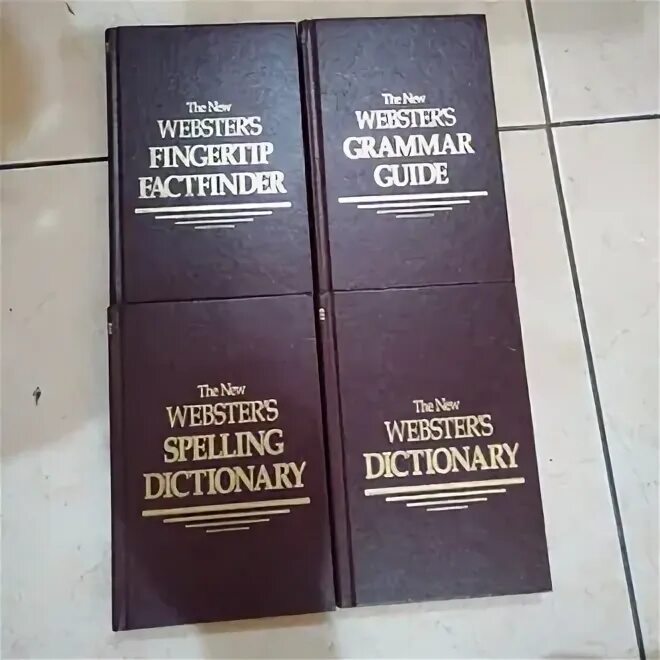 The New
WEBSTER'S
FINGERTIP
FACTFINDER
The New
WEBSTER'S
GRAMMAR
GUIDE
The New
WEBSTER'S
SPELLING
DICTIONARY
The New
WEBSTER'S
DICTIONARY